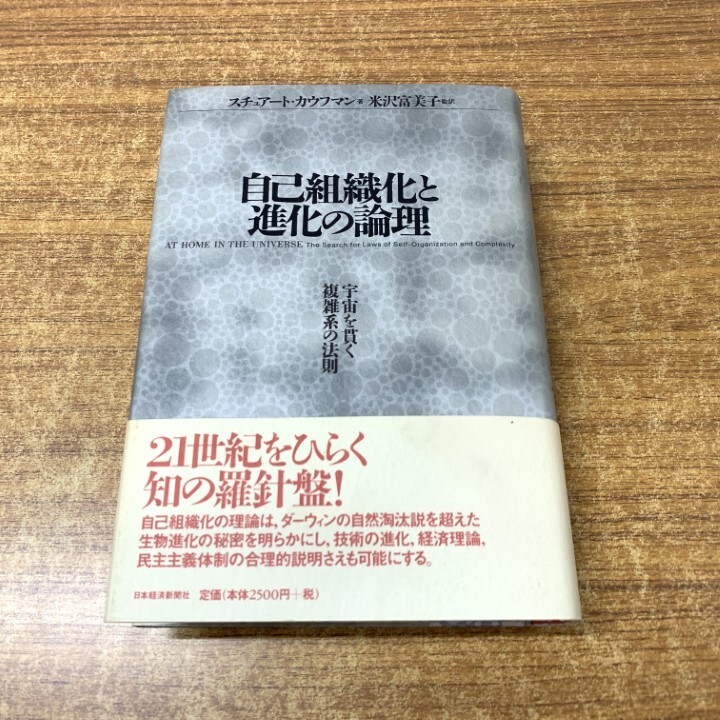 スチュアート・カウフマン著 米沢富美子監訳
自己組織化と
進化の論理
AT HOME IN THE UNIVERSE The Search for Laws of Self-Organization and Complexity
宇宙を貫く
複雑系の法則
21世紀をひらく
知の羅針盤!
自己組織化の理論は、ダーウィンの自然淘汰説を超えた
生物進化の秘密を明らかにし、技術の進化、経済理論、
民主主義体制の合理的説明さえも可能にする。
日本経済新聞社 定価(本体2500円+税)